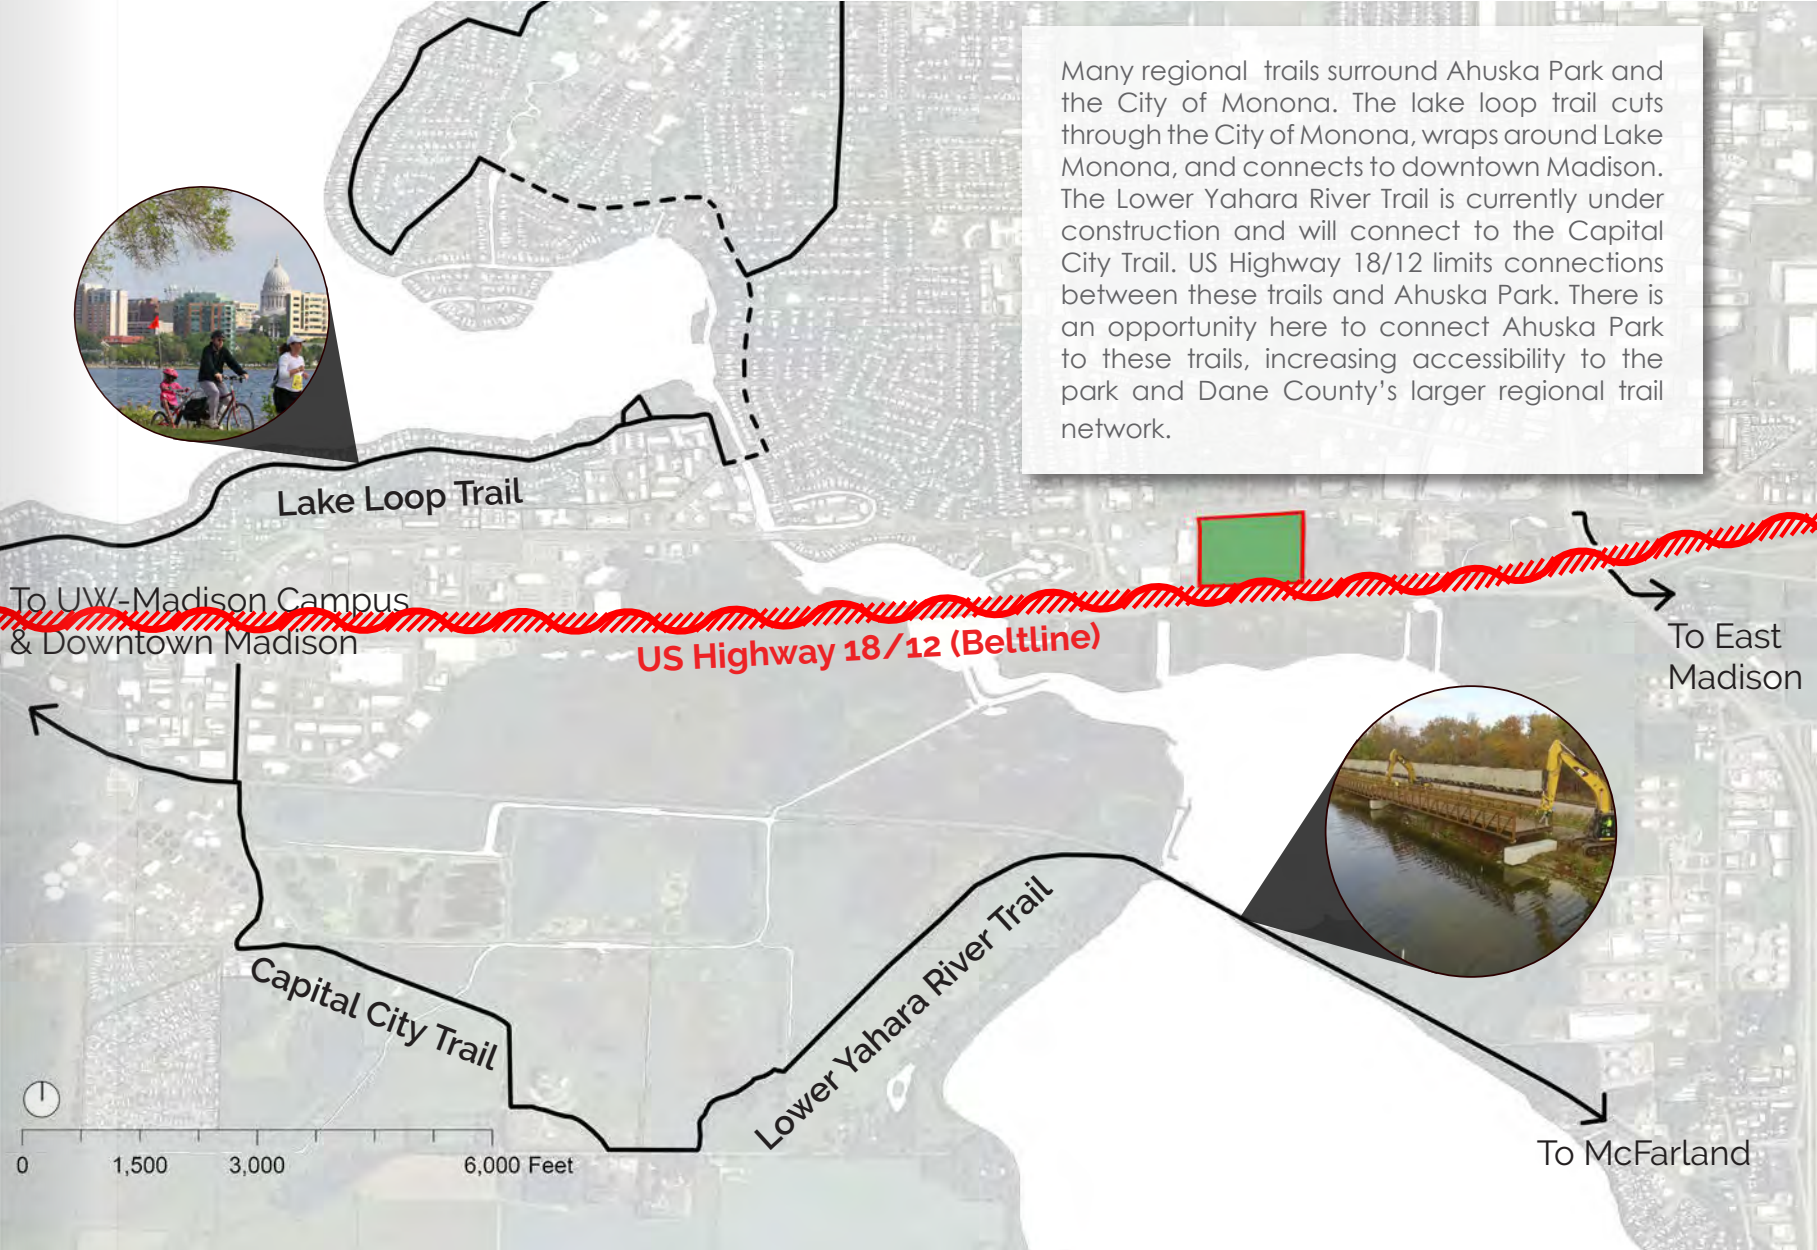 Many regional trails surround Ahuska Park and
the City of Monona. The lake loop trail cuts
through the City of Monona, wraps around Lake
Monona, and connects to downtown Madison.
The Lower Yahara River Trail is currently under
construction and will connect to the Capital
City Trail. US Highway 18/12 limits connections
between these trails and Ahuska Park. There is
an opportunity here to connect Ahuska Park
to these trails, increasing accessibility to the
park and Dane County's larger regional trail
network.
Lake Loop Trail
To UW-Madison Campus
& Downtown Madison
US Highway 18/12 (Beltline)
To East
Madison
Capital City Trail
Lower Yahara River Trail
To McFarland
0 1,500 3,000 6,000 Feet